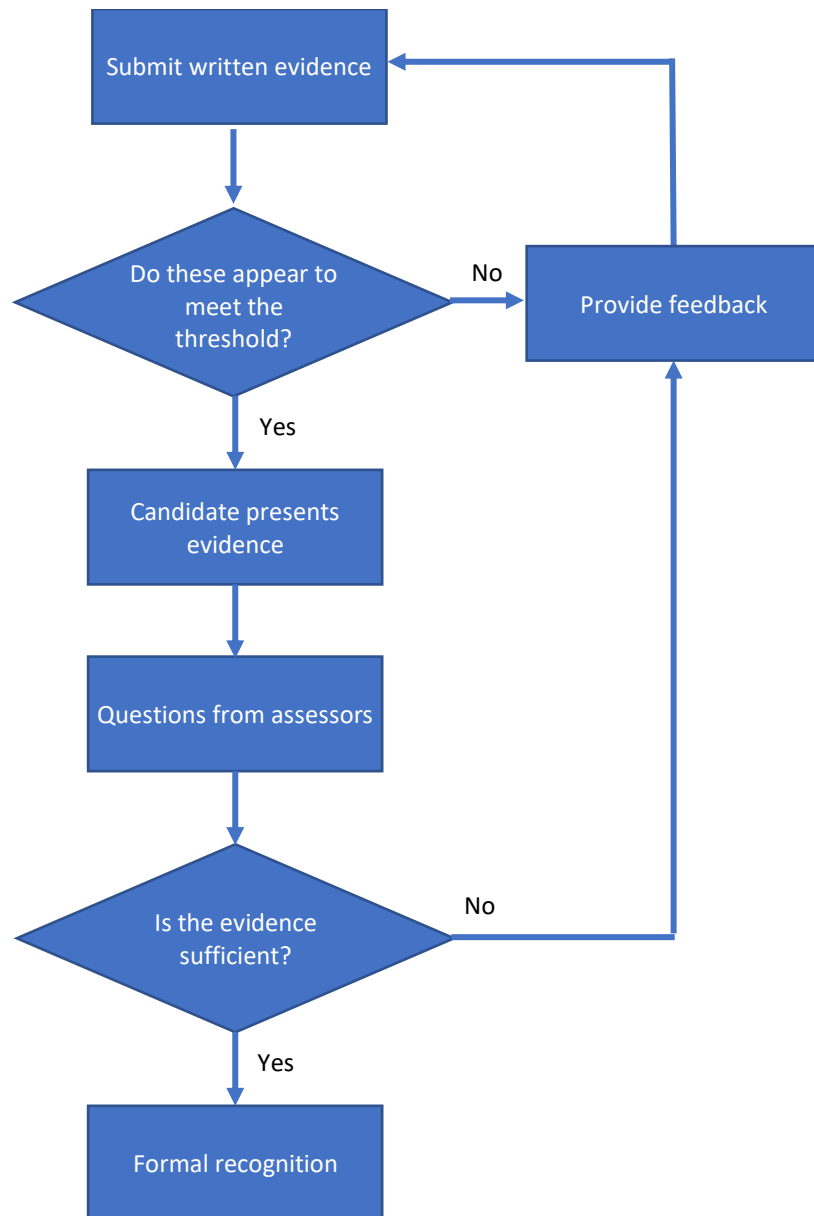 Submit written evidence
Do these appear to
meet the
threshold?
No
Provide feedback
Yes
Candidate presents
evidence
Questions from assessors
Is the evidence
sufficient?
No
Yes
Formal recognition